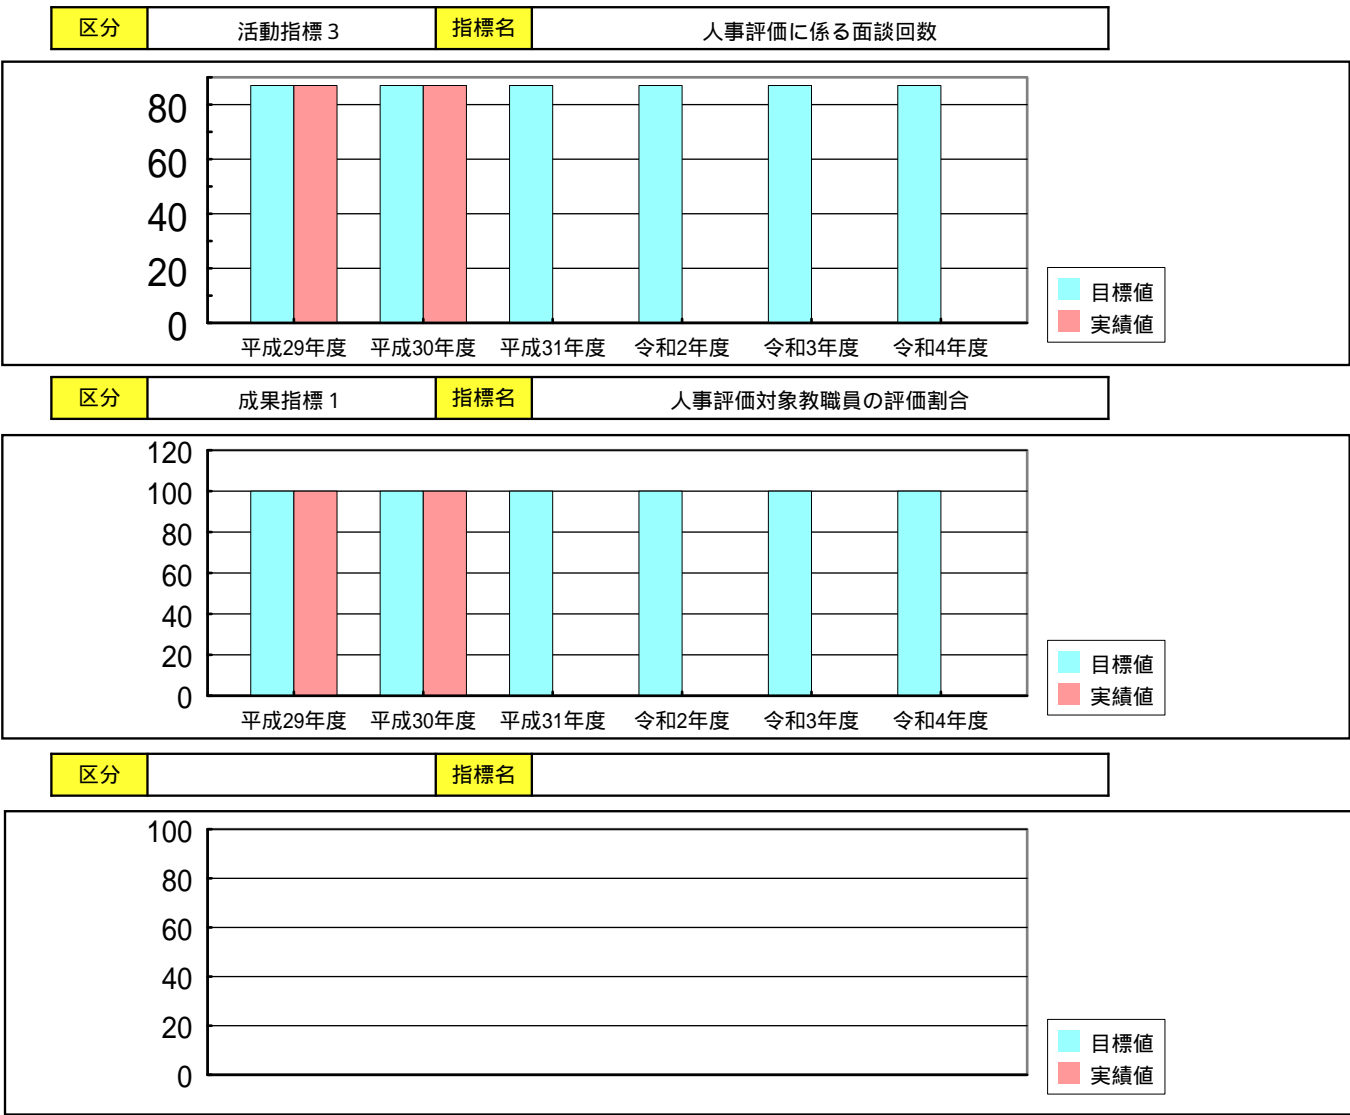 区分 活動指標3 指標名 人事評価に係る面談回数
80
60
40
20
0
平成29年度 平成30年度 平成31年度 令和2年度 令和3年度 令和4年度
目標値
実績値
区分 成果指標1 指標名 人事評価対象教職員の評価割合
120
100
80
60
40
20
0
平成29年度 平成30年度 平成31年度 令和2年度 令和3年度 令和4年度
目標値
実績値
区分 指標名
100
80
60
40
20
0
目標値
実績値